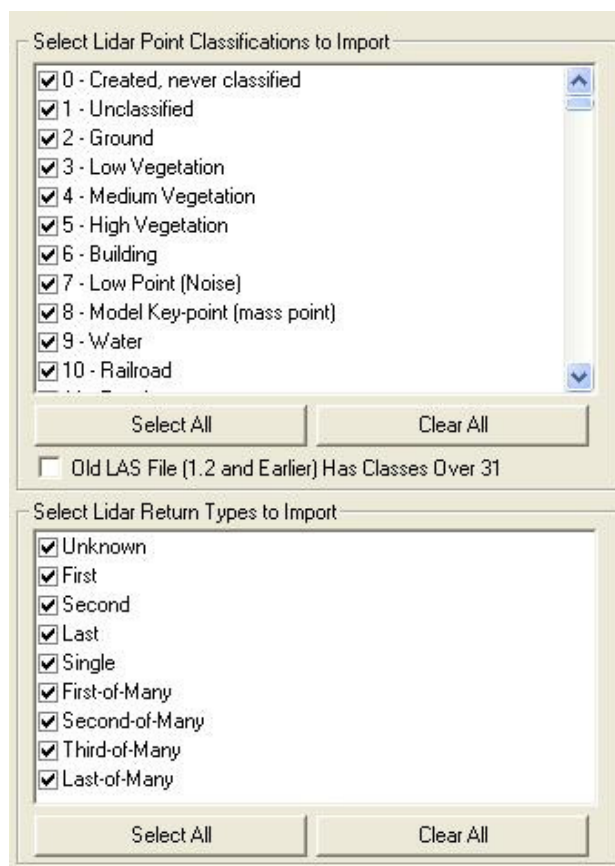 Select Lidar Point Classifications to Import
0 - Created, never classified
1 - Unclassified
2 - Ground
3 - Low Vegetation
4 - Medium Vegetation
5 - High Vegetation
6 - Building
7 - Low Point (Noise)
8 - Model Key-point (mass point)
9 - Water
10 - Railroad
Select All Clear All
Old LAS File (1.2 and Earlier) Has Classes Over 31
Select Lidar Return Types to Import
Unknown
First
Second
Last
Single
First-of-Many
Second-of-Many
Third-of-Many
Last-of-Many
Select All Clear All